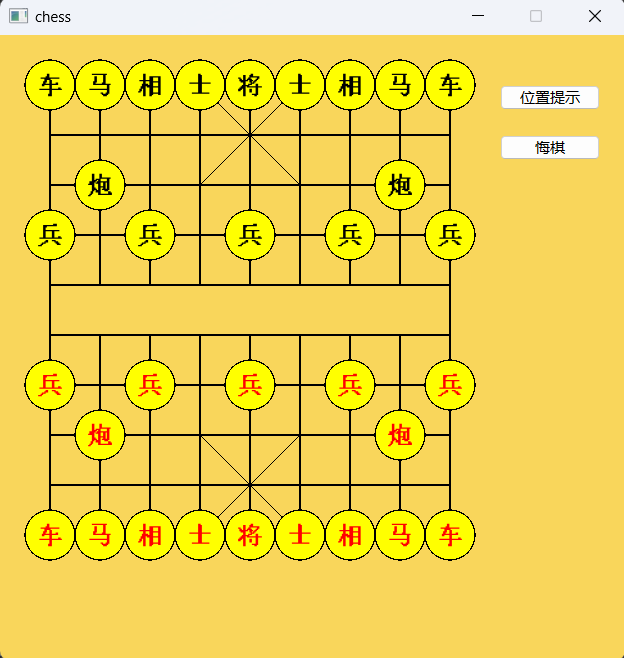 chess
车马相士将士相马车
位置提示
悔棋
炮 炮
兵 兵 兵 兵 兵
兵 兵 兵 兵 兵
炮 炮
车马相士将士相马车